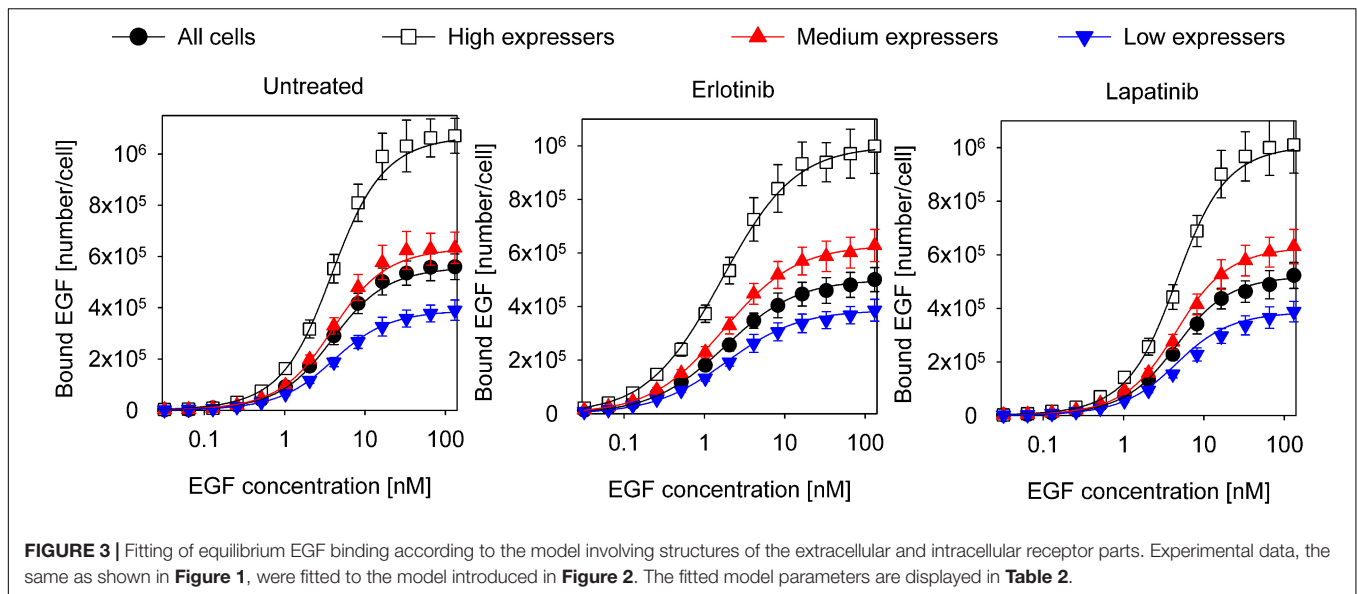 All cells High expressers Medium expressers Low expressers
Untreated
Bound EGF [number/cell]
10⁶
8x10⁵
6x10⁵
4x10⁵
2x10⁵
0
0.1 1 10 100
EGF concentration [nM]
Erlotinib
Bound EGF [number/cell]
10⁶
8x10⁵
6x10⁵
4x10⁵
2x10⁵
0
0.1 1 10 100
EGF concentration [nM]
Lapatinib
Bound EGF [number/cell]
10⁶
8x10⁵
6x10⁵
4x10⁵
2x10⁵
0
0.1 1 10 100
EGF concentration [nM]
FIGURE 3 | Fitting of equilibrium EGF binding according to the model involving structures of the extracellular and intracellular receptor parts. Experimental data, the
same as shown in Figure 1, were fitted to the model introduced in Figure 2. The fitted model parameters are displayed in Table 2.